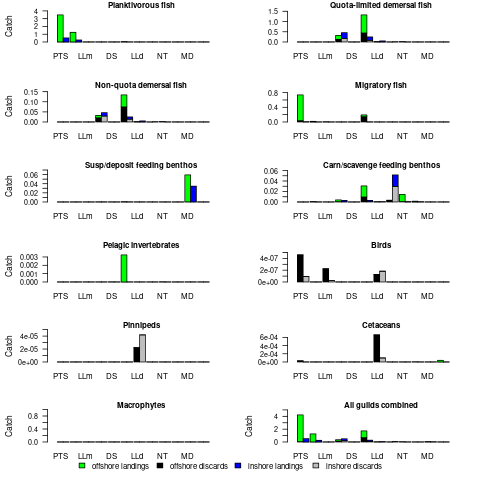 Planktivorous fish
Catch
4
3
2
1
0
PTS LLm DS LLd NT MD
Quota-limited demersal fish
1.5
1.0
0.5
0.0
PTS LLm DS LLd NT MD
Non-quota demersal fish
Catch
0.15
0.10
0.05
0.00
PTS LLm DS LLd NT MD
Migratory fish
0.8
0.4
0.0
PTS LLm DS LLd NT MD
Susp/deposit feeding benthos
Catch
0.06
0.04
0.02
0.00
PTS LLm DS LLd NT MD
Carn/scavenge feeding benthos
0.06
0.04
0.02
0.00
PTS LLm DS LLd NT MD
Pelagic invertebrates
Catch
0.003
0.002
0.001
0.000
PTS LLm DS LLd NT MD
Birds
4e-07
2e-07
0e+00
PTS LLm DS LLd NT MD
Pinnipeds
Catch
4e-05
2e-05
0e+00
PTS LLm DS LLd NT MD
Cetaceans
6e-04
4e-04
2e-04
0e+00
PTS LLm DS LLd NT MD
Macrophytes
Catch
0.8
0.4
0.0
PTS LLm DS LLd NT MD
All guilds combined
Catch
4
2
0
PTS LLm DS LLd NT MD
offshore landings offshore discards inshore landings inshore discards